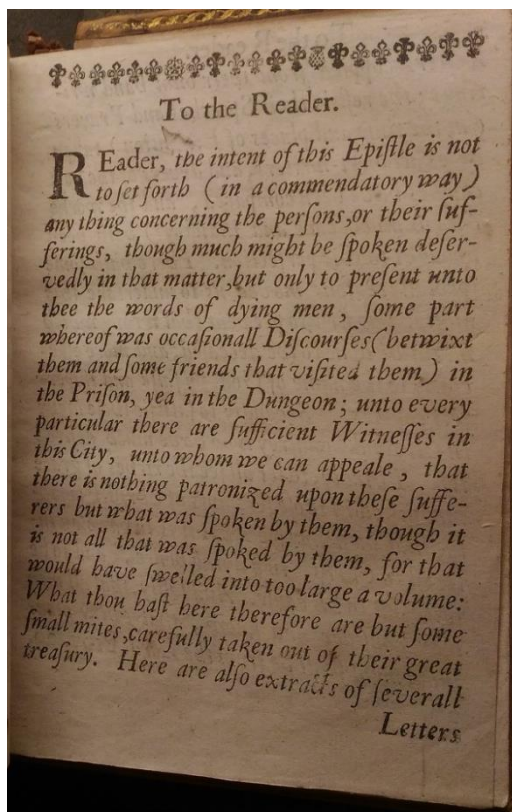 To the Reader.
REader, the intent of this Epiſtle is not
to ſet forth (in a commendatory way)
any thing concerning the perſons,or their ſuf-
ferings, though much might be ſpoken deſer-
vedly in that matter,but only to preſent unto
thee the words of dying men, ſome part
whereof was occaſionall Diſcourſes(betwixt
them and ſome friends that viſited them) in
the Priſon, yea in the Dungeon; unto every
particular there are ſufficient Witneſſes in
this City, unto whom we can appeale, that
there is nothing patronized upon theſe ſuffe-
rers but what was ſpoken by them, though it
is not all that was ſpoked by them, for that
would have ſwelled into too large a volume:
What thou haſt here therefore are but ſome
ſmall mites,carefully taken out of their great
treaſury. Here are alſo extracts of ſeverall
Letters